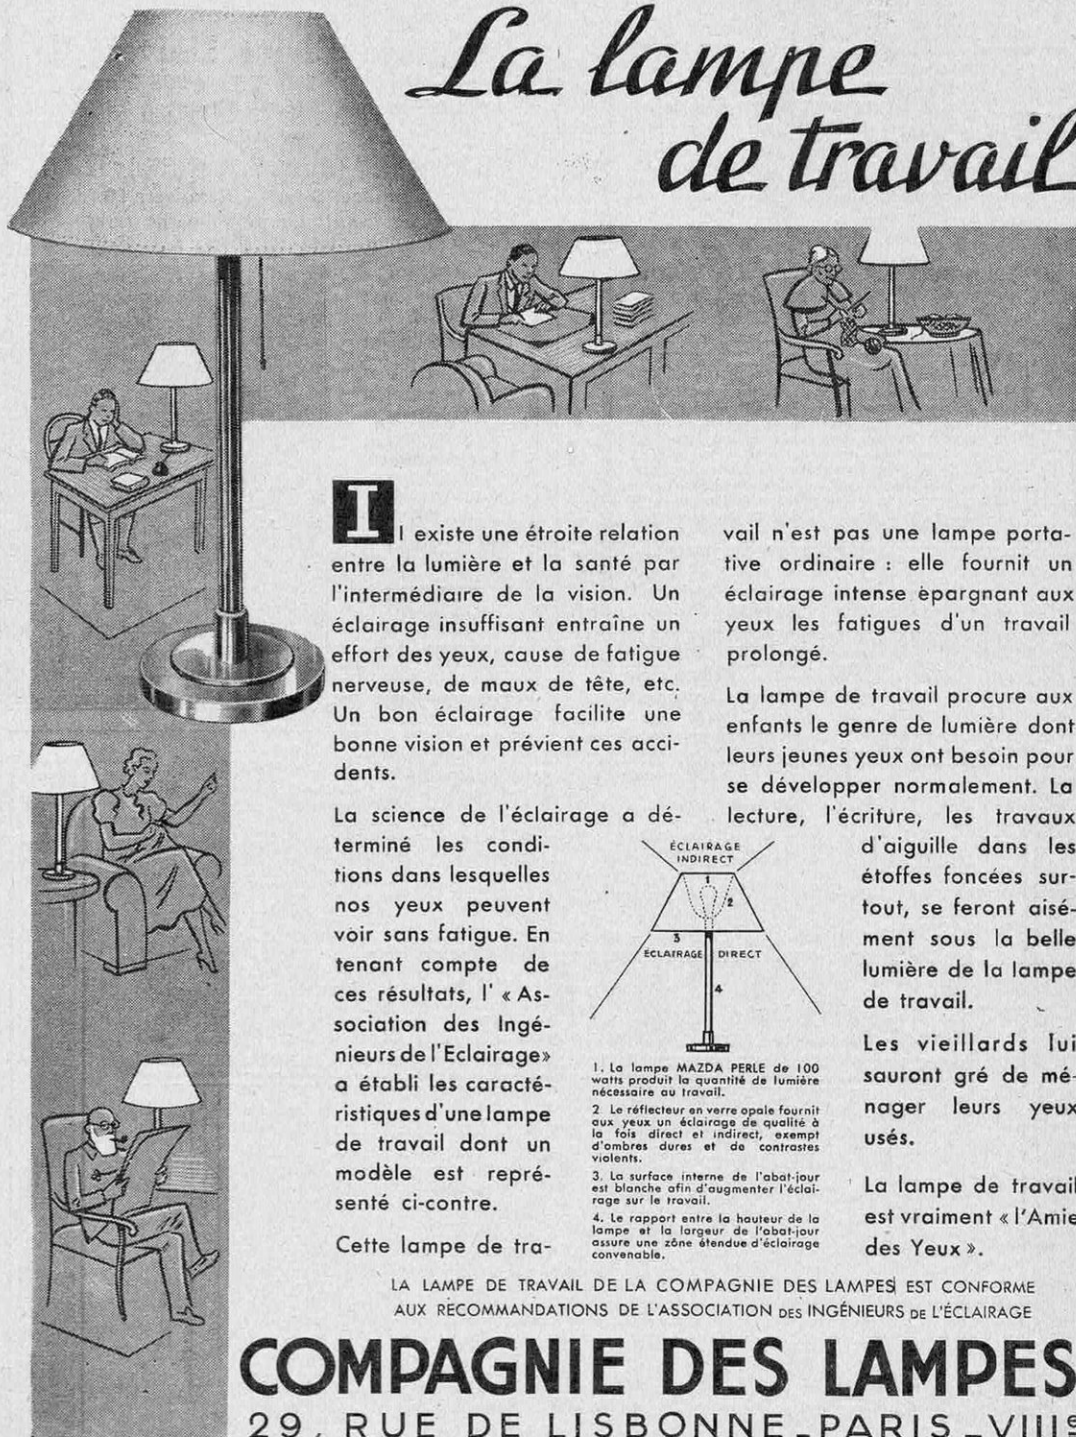 La lampe
de travail
Il existe une étroite relation
entre la lumière et la santé par
l'intermédiaire de la vision. Un
éclairage insuffisant entraîne un
effort des yeux, cause de fatigue
nerveuse, de maux de tête, etc.
Un bon éclairage facilite une
bonne vision et prévient ces acci-
dents.
La science de l'éclairage a dé-
terminé les condi-
tions dans lesquelles
nos yeux peuvent
voir sans fatigue. En
tenant compte de
ces résultats, l' « As-
sociation des Ingé-
nieurs de l'Eclairage»
a établi les caracté-
ristiques d'une lampe
de travail dont un
modèle est repré-
senté ci-contre.
Cette lampe de tra-
vail n'est pas une lampe porta-
tive ordinaire : elle fournit un
éclairage intense épargnant aux
yeux les fatigues d'un travail
prolongé.
La lampe de travail procure aux
enfants le genre de lumière dont
leurs jeunes yeux ont besoin pour
se développer normalement. La
lecture, l'écriture, les travaux
d'aiguille dans les
étoffes foncées sur-
tout, se feront aisé-
ment sous la belle
lumière de la lampe
de travail.
Les vieillards lui
sauront gré de mé-
nager leurs yeux
usés.
La lampe de travail
est vraiment « l'Amie
des Yeux ».
ÉCLAIRAGE
INDIRECT
1
2
3
ÉCLAIRAGE DIRECT
4
1. La lampe MAZDA PERLE de 100
watts produit la quantité de lumière
nécessaire au travail.
2 Le réflecteur en verre opale fournit
aux yeux un éclairage de qualité à
la fois direct et indirect, exempt
d'ombres dures et de contrastes
violents.
3. La surface interne de l'abat-jour
est blanche afin d'augmenter l'éclai-
rage sur le travail.
4. Le rapport entre la hauteur de la
lampe et la largeur de l'abat-jour
assure une zône étendue d'éclairage
convenable.
LA LAMPE DE TRAVAIL DE LA COMPAGNIE DES LAMPES EST CONFORME
AUX RECOMMANDATIONS DE L'ASSOCIATION DES INGÉNIEURS DE L'ÉCLAIRAGE
COMPAGNIE DES LAMPES
29, RUE DE LISBONNE - PARIS - VIIIe